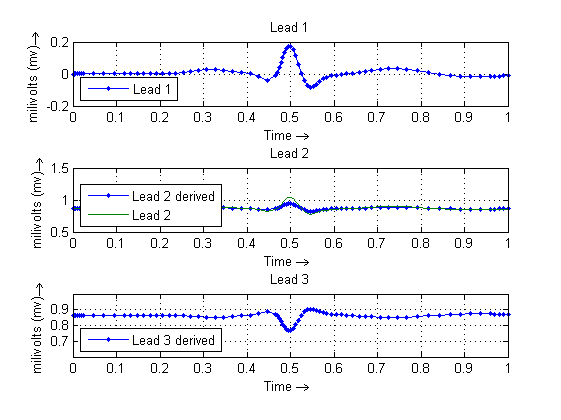 Lead 1
milivolts (mv)→
0.2
0
-0.2
Lead 1
0 0.1 0.2 0.3 0.4 0.5 0.6 0.7 0.8 0.9 1
Time →
Lead 2
milivolts (mv)→
1.5
1
0.5
Lead 2 derived
Lead 2
0 0.1 0.2 0.3 0.4 0.5 0.6 0.7 0.8 0.9 1
Time →
Lead 3
milivolts (mv)→
0.9
0.8
0.7
Lead 3 derived
0 0.1 0.2 0.3 0.4 0.5 0.6 0.7 0.8 0.9 1
Time →